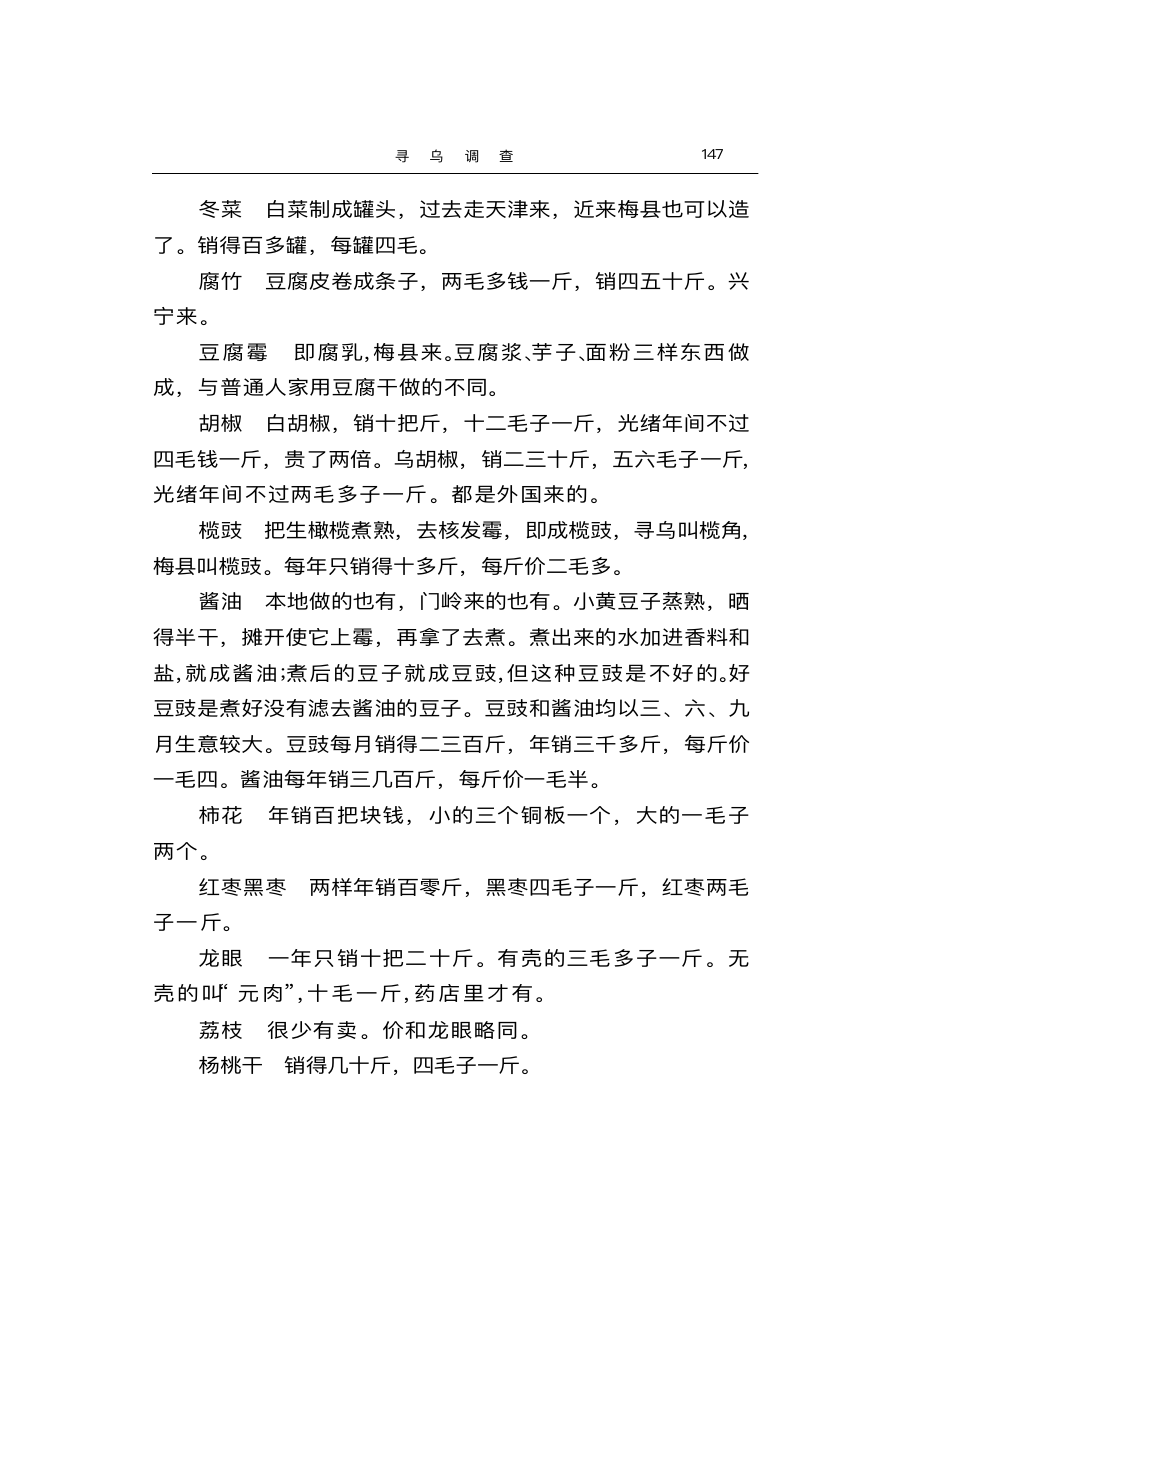 寻乌调查 147
冬菜　白菜制成罐头，过去走天津来，近来梅县也可以造
了。销得百多罐，每罐四毛。
腐竹　豆腐皮卷成条子，两毛多钱一斤，销四五十斤。兴
宁来。
豆腐霉　即腐乳,梅县来。豆腐浆、芋子、面粉三样东西做
成，与普通人家用豆腐干做的不同。
胡椒　白胡椒，销十把斤，十二毛子一斤，光绪年间不过
四毛钱一斤，贵了两倍。乌胡椒，销二三十斤，五六毛子一斤，
光绪年间不过两毛多子一斤。都是外国来的。
榄豉　把生橄榄煮熟，去核发霉，即成榄豉，寻乌叫榄角，
梅县叫榄豉。每年只销得十多斤，每斤价二毛多。
酱油　本地做的也有，门岭来的也有。小黄豆子蒸熟，晒
得半干，摊开使它上霉，再拿了去煮。煮出来的水加进香料和
盐,就成酱油;煮后的豆子就成豆豉,但这种豆豉是不好的。好
豆豉是煮好没有滤去酱油的豆子。豆豉和酱油均以三、六、九
月生意较大。豆豉每月销得二三百斤，年销三千多斤，每斤价
一毛四。酱油每年销三几百斤，每斤价一毛半。
柿花　年销百把块钱，小的三个铜板一个，大的一毛子
两个。
红枣黑枣　两样年销百零斤，黑枣四毛子一斤，红枣两毛
子一斤。
龙眼　一年只销十把二十斤。有壳的三毛多子一斤。无
壳的叫“元肉”,十毛一斤,药店里才有。
荔枝　很少有卖。价和龙眼略同。
杨桃干　销得几十斤，四毛子一斤。